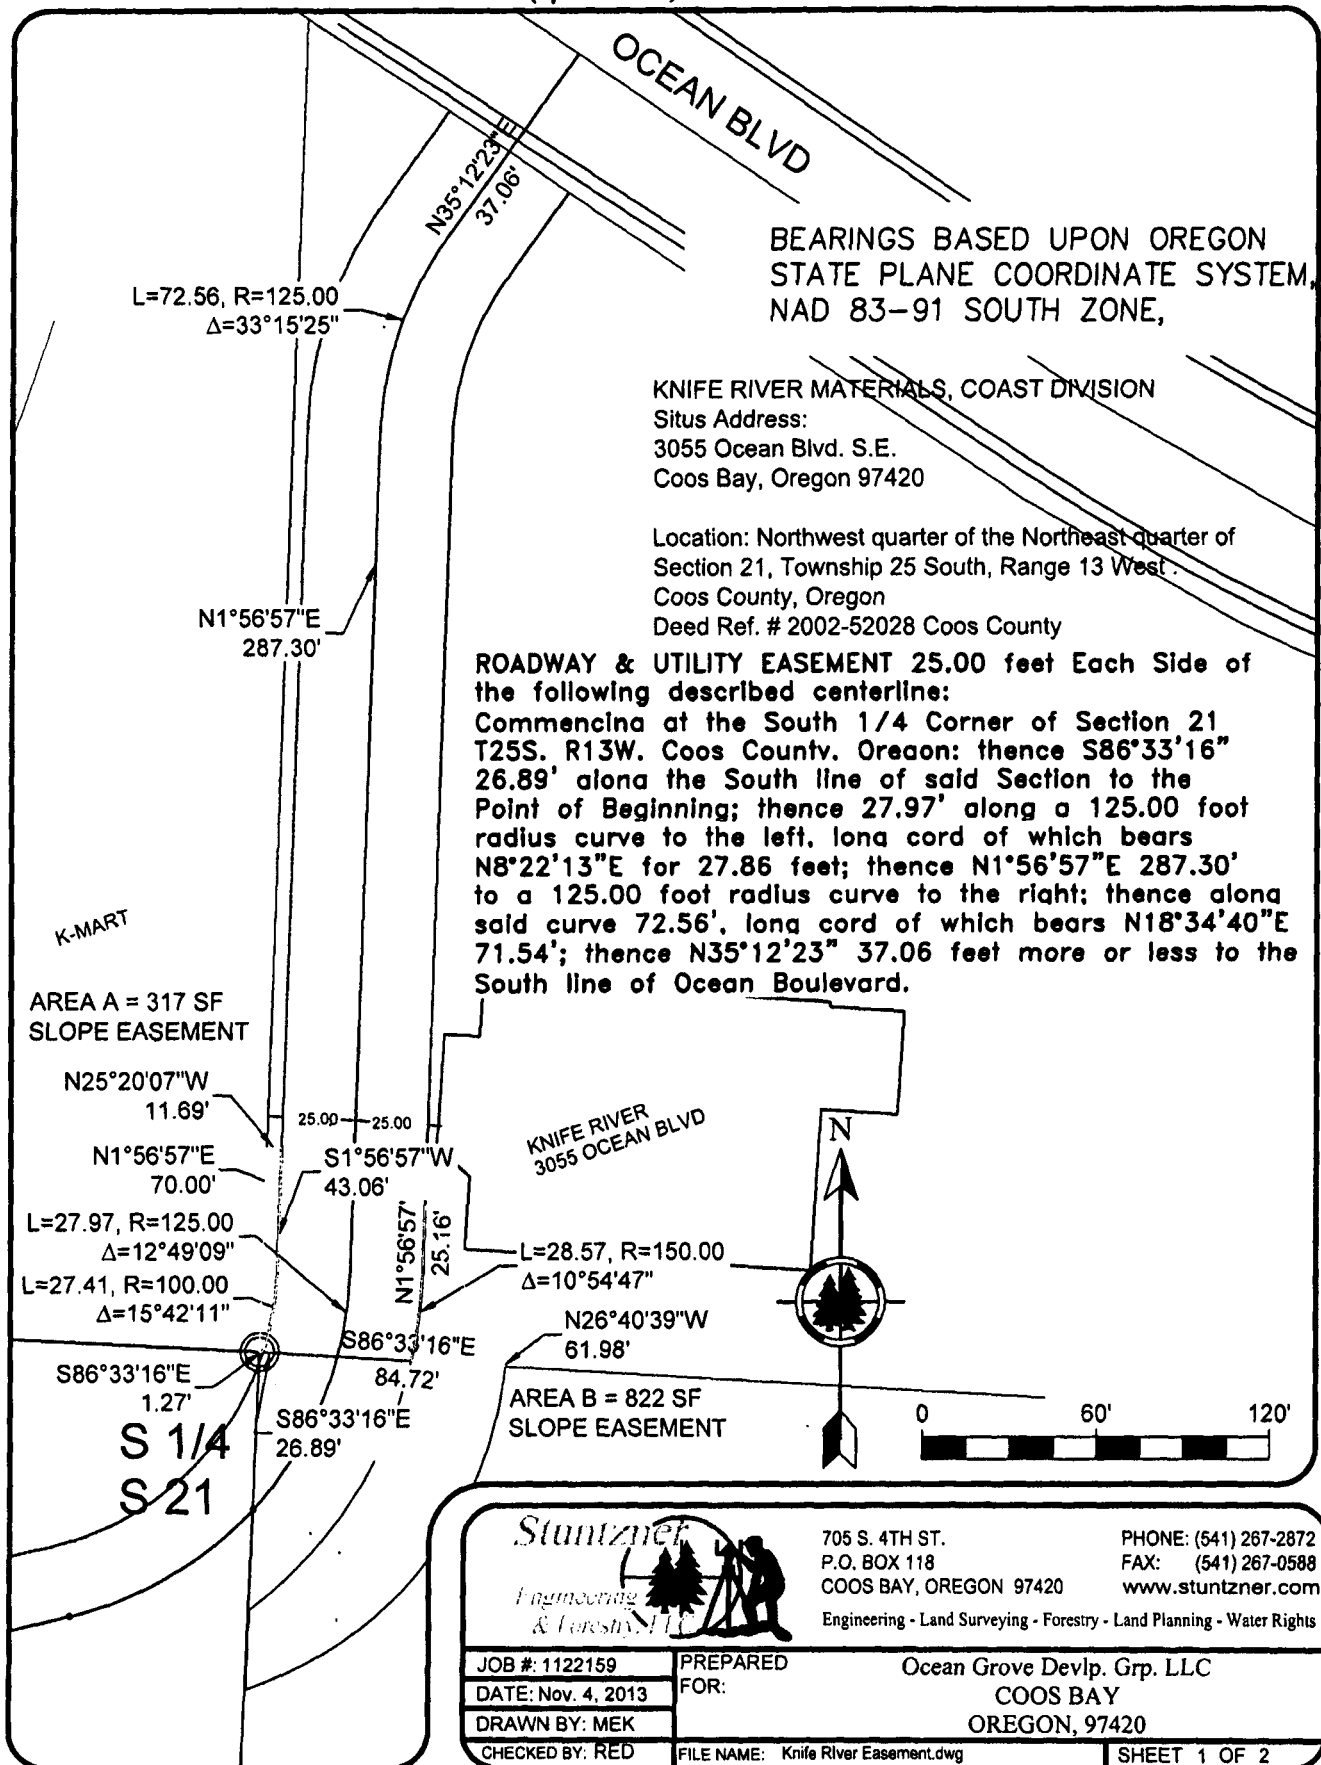 OCEAN BLVD
N35°12'23"E
37.06'
BEARINGS BASED UPON OREGON
STATE PLANE COORDINATE SYSTEM,
NAD 83-91 SOUTH ZONE,
L=72.56, R=125.00
Δ=33°15'25"
KNIFE RIVER MATERIALS, COAST DIVISION
Situs Address:
3055 Ocean Blvd. S.E.
Coos Bay, Oregon 97420
Location: Northwest quarter of the Northeast quarter of
Section 21, Township 25 South, Range 13 West .
Coos County, Oregon
Deed Ref. # 2002-52028 Coos County
N1°56'57"E
287.30'
ROADWAY & UTILITY EASEMENT 25.00 feet Each Side of
the following described centerline:
Commencing at the South 1/4 Corner of Section 21
T25S. R13W. Coos County. Oregon: thence S86°33'16"
26.89' along the South line of said Section to the
Point of Beginning; thence 27.97' along a 125.00 foot
radius curve to the left, long cord of which bears
N8°22'13"E for 27.86 feet; thence N1°56'57"E 287.30'
to a 125.00 foot radius curve to the right; thence along
said curve 72.56', long cord of which bears N18°34'40"E
71.54'; thence N35°12'23" 37.06 feet more or less to the
South line of Ocean Boulevard.
K-MART
AREA A = 317 SF
SLOPE EASEMENT
N25°20'07"W
11.69'
25.00 25.00
KNIFE RIVER
3055 OCEAN BLVD
N
N1°56'57"E
70.00'
S1°56'57"W
43.06'
L=27.97, R=125.00
Δ=12°49'09"
N1°56'57'
25.16'
L=28.57, R=150.00
Δ=10°54'47"
L=27.41, R=100.00
Δ=15°42'11"
N26°40'39"W
61.98'
S86°33'16"E
84.72'
S86°33'16"E
1.27'
AREA B = 822 SF
SLOPE EASEMENT
S86°33'16"E
26.89'
0 60' 120'
S 1/4
S 21
Stuntzner
Engineering
& Forestry, LLC
705 S. 4TH ST.
P.O. BOX 118
COOS BAY, OREGON 97420
PHONE: (541) 267-2872
FAX: (541) 267-0588
www.stuntzner.com
Engineering - Land Surveying - Forestry - Land Planning - Water Rights
JOB #: 1122159
DATE: Nov. 4, 2013
DRAWN BY: MEK
CHECKED BY: RED
PREPARED
FOR:
Ocean Grove Devlp. Grp. LLC
COOS BAY
OREGON, 97420
FILE NAME: Knife River Easement.dwg
SHEET 1 OF 2